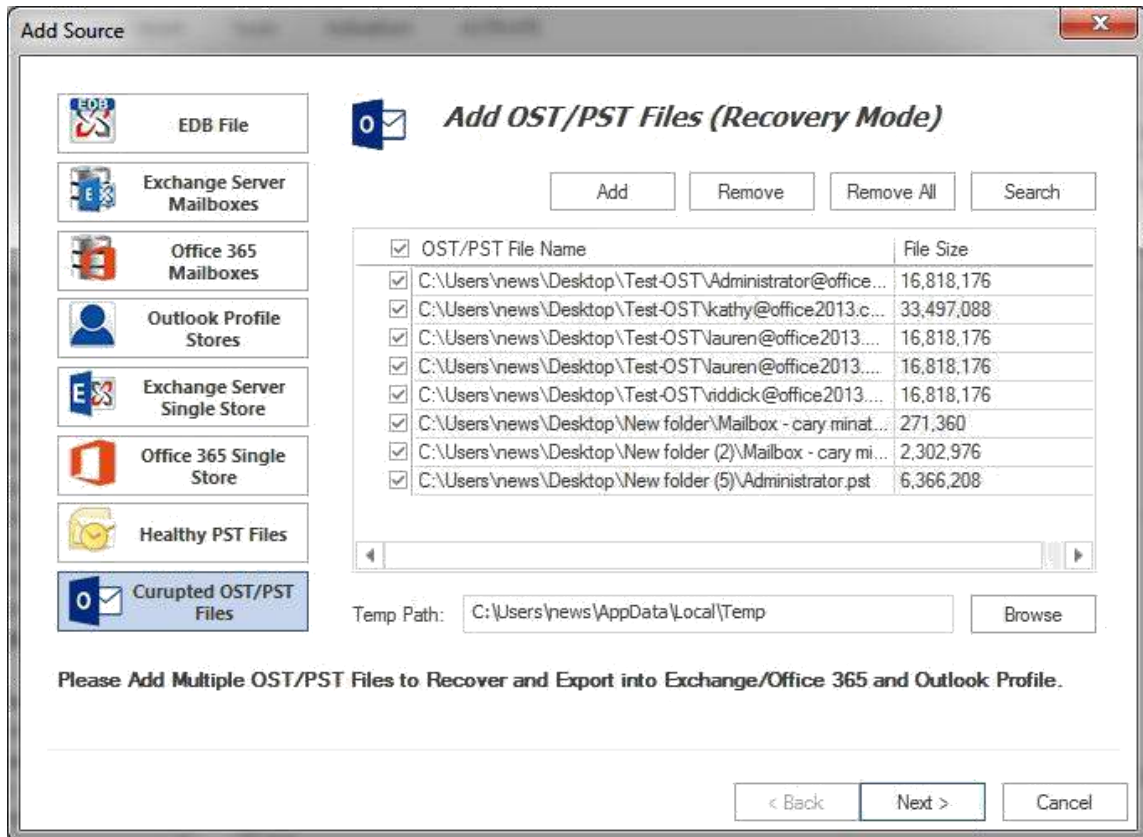 Add Source
EDB
EDB File
Exchange Server
Mailboxes
Office 365
Mailboxes
Outlook Profile
Stores
Exchange Server
Single Store
Office 365 Single
Store
Healthy PST Files
Curupted OST/PST
Files
Add OST/PST Files (Recovery Mode)
Add Remove Remove All Search
OST/PST File Name File Size
C:\Users\news\Desktop\Test-OST\Administrator@office... 16,818,176
C:\Users\news\Desktop\Test-OST\kathy@office2013.c... 33,497,088
C:\Users\news\Desktop\Test-OST\lauren@office2013.... 16,818,176
C:\Users\news\Desktop\Test-OST\lauren@office2013.... 16,818,176
C:\Users\news\Desktop\Test-OST\riddick@office2013.... 16,818,176
C:\Users\news\Desktop\New folder\Mailbox - cary minat... 271,360
C:\Users\news\Desktop\New folder (2)\Mailbox - cary mi... 2,302,976
C:\Users\news\Desktop\New folder (5)\Administrator.pst 6,366,208
Temp Path: C:\Users\news\AppData\Local\Temp Browse
Please Add Multiple OST/PST Files to Recover and Export into Exchange/Office 365 and Outlook Profile.
< Back Next > Cancel